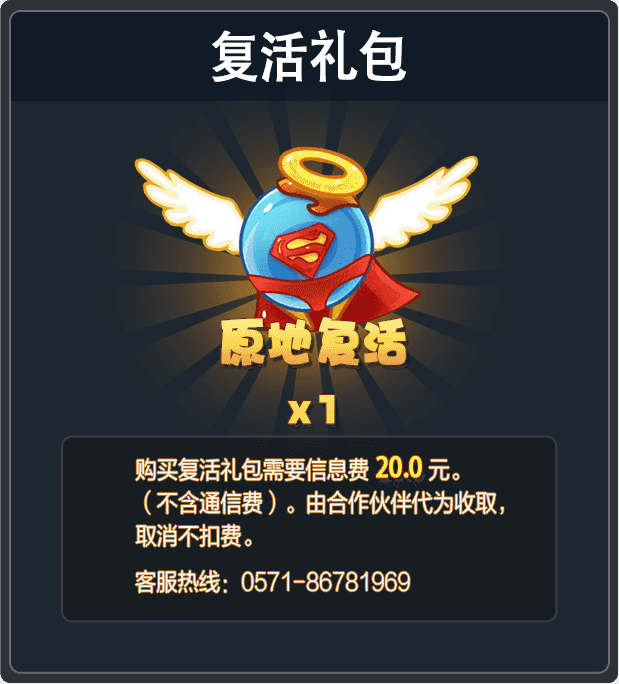 复活礼包
原地复活
x1
购买复活礼包需要信息费 20.0 元。
（不含通信费）。由合作伙伴代为收取，
取消不扣费。
客服热线：0571-86781969